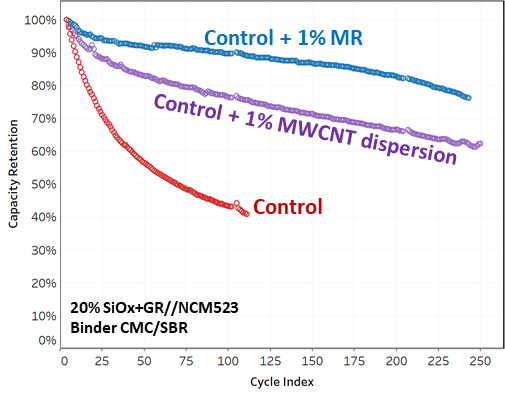 100%
90%
80%
70%
60%
50%
40%
30%
20%
10%
0%
Capacity Retention
Control + 1% MR
Control + 1% MWCNT dispersion
Control
20% SiOx+GR//NCM523
Binder CMC/SBR
0 25 50 75 100 125 150 175 200 225 250
Cycle Index